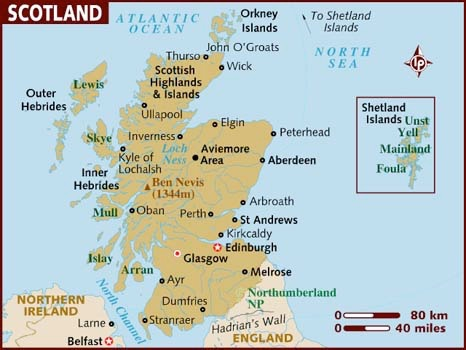 SCOTLAND
ATLANTIC
OCEAN
Orkney
Islands
To Shetland
Islands
John O'Groats
Thurso
Wick
NORTH
SEA
LP
Scottish
Highlands
& Islands
Lewis
Outer
Hebrides
Ullapool
Shetland
Islands
Unst
Yell
Mainland
Foula
Elgin
Skye
Inverness
Peterhead
Loch
Ness
Kyle of
Lochalsh
Aviemore
Area
Aberdeen
Inner
Hebrides
Ben Nevis
(1344m)
Arbroath
Mull
Oban
Perth
St Andrews
Kirkcaldy
Edinburgh
Islay
Glasgow
Arran
Melrose
Ayr
Northumberland
NP
NORTHERN
IRELAND
North Channel
Dumfries
Larne
Stranraer
Hadrian's Wall
Belfast
ENGLAND
0 80 km
0 40 miles